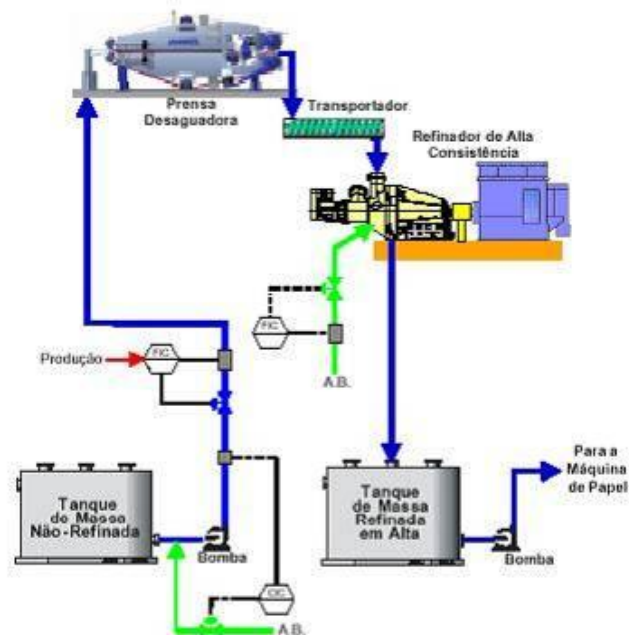 Prensa
Desaguadora
Transportador
Refinador de Alta
Consistência
FIC
A.B.
Produção
FIC
Tanque
de Massa
Não-Refinada
Bomba
CIC
A.B.
Tanque
de Massa
Refinada
em Alta
Bomba
Para a
Máquina
de Papel